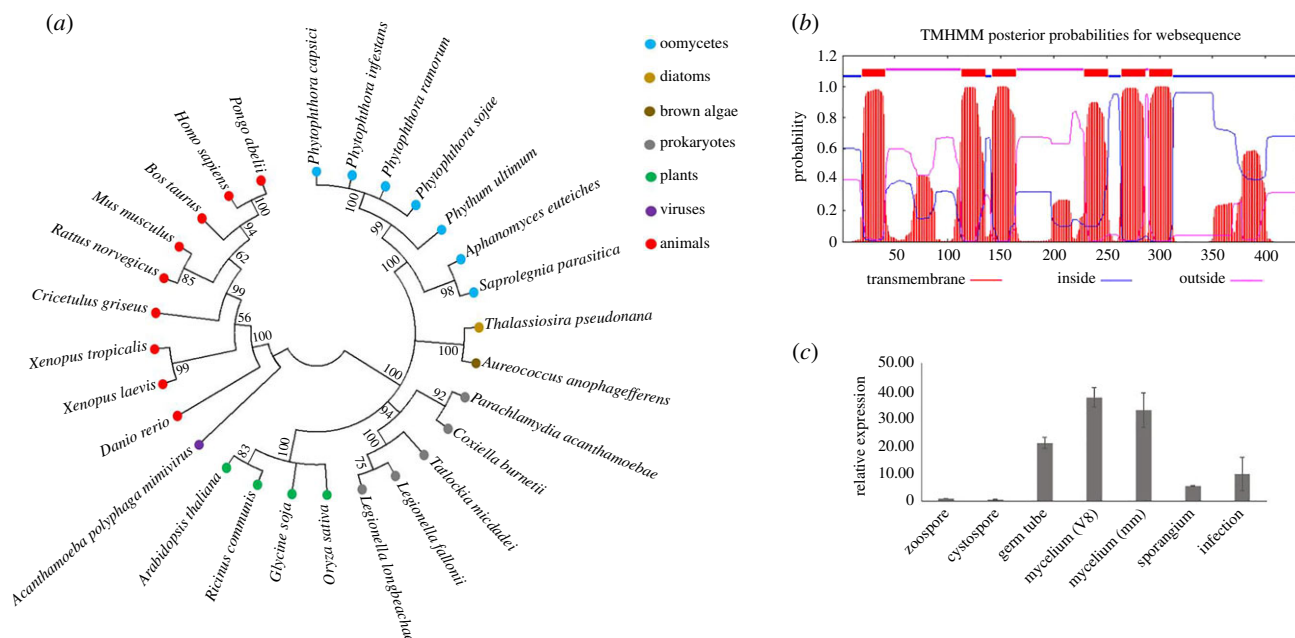 (a)
Phytophthora capsici
Phytophthora infestans
Phytopthora ramorum
Phytophthora sojae
Phythum ultimum
Aphanomyces euteiches
Saprolegnia parasitica
Thalassiosira pseudonana
Aureococcus anophagefferens
Parachlamydia acanthamoebae
Coxiella burnetii
Tatlockia micdadei
Legionella fallonii
Legionella longbeachae
Oryza sativa
Glycine soja
Ricinus communis
Arabidopsis thaliana
Acanthamoeba polyphaga mimivirus
Danio rerio
Xenopus laevis
Xenopus tropicalis
Cricetulus griseus
Rattus norvegicus
Mus musculus
Bos taurus
Homo sapiens
Pongo abelii
100
99
100
98
100
100
92
94
100
75
100
83
100
56
99
99
62
85
94
100
oomycetes
diatoms
brown algae
prokaryotes
plants
viruses
animals
(b)
TMHMM posterior probabilities for websequence
probability
1.2
1.0
0.8
0.6
0.4
0.2
0
50 100 150 200 250 300 350 400
transmembrane inside outside
(c)
relative expression
50.00
40.00
30.00
20.00
10.00
0
zoospore
cystospore
germ tube
mycelium (V8)
mycelium (mm)
sporangium
infection